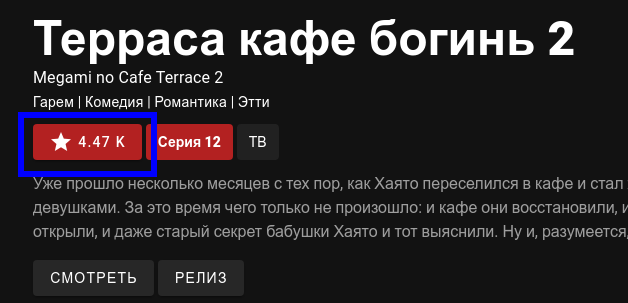 Терраса кафе богинь 2
Megami no Cafe Terrace 2
Гарем | Комедия | Романтика | Этти
4.47 K Серия 12 ТВ
Уже прошло несколько месяцев с тех пор, как Хаято переселился в кафе и стал
девушками. За это время чего только не произошло: и кафе они восстановили, и
открыли, и даже старый секрет бабушки Хаято и тот выяснили. Ну и, разумеется,
СМОТРЕТЬ РЕЛИЗ